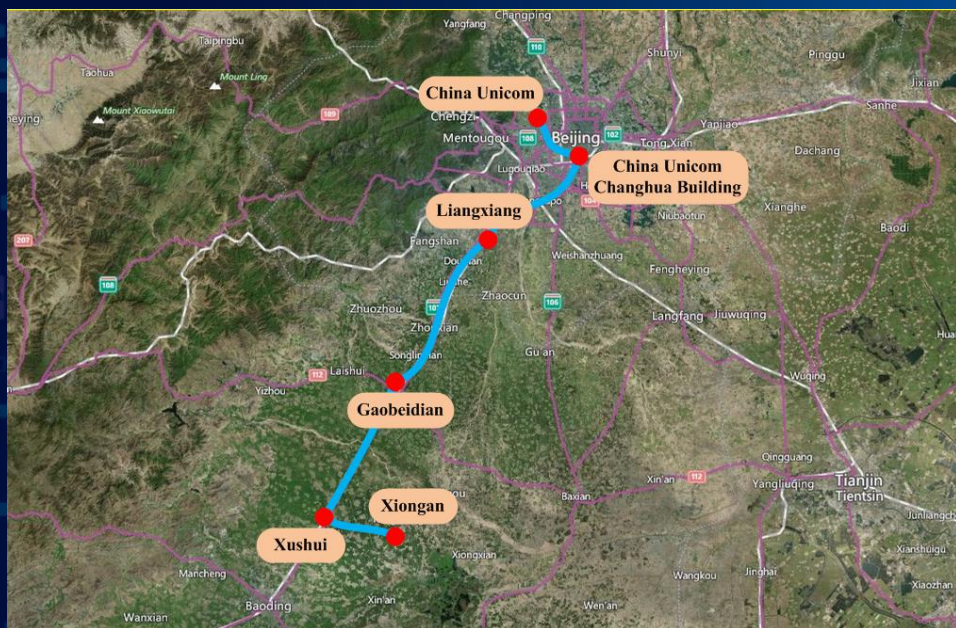 Yangfang
Changping
Taipingbu
110
Shunyi
Pinggu
Taohua
Mount Ling
Jixian
China Unicom
Mount Xiaowutai
Chengzi
109
Sanhe
Yanjiao
Mentougou
108
Beijing
102
Tong Xian
Dachang
Lugouqiao
China Unicom
Changhua Building
Liangxiang
104
Niubaotun
Xianghe
Baodi
207
Fangshan
Weishanzhuang
Fengheying
108
Zhaocun
106
Zhuozhou
Langfang
Jiuwuqing
Songlindian
Gu'an
Laishui
112
Yizhou
Wuqing
Gaobeidian
Qingguang
Xin'an
112
Yangliuqing
Tianjin
Tientsin
Baxian
Xiongan
Junliangcheng
Xushui
Xiongxian
Xianshuigu
Mancheng
Wangkou
Jinghai
Xiaozhan
Baoding
Xin'an
Wen'an
Wanxian